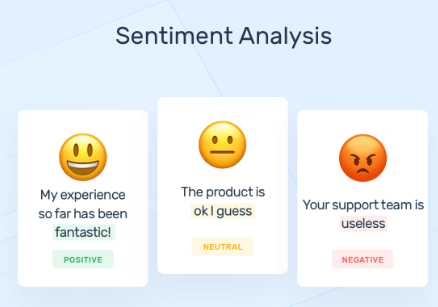 Sentiment Analysis
My experience
so far has been
fantastic!
POSITIVE
The product is
ok I guess
NEUTRAL
Your support team is
useless
NEGATIVE